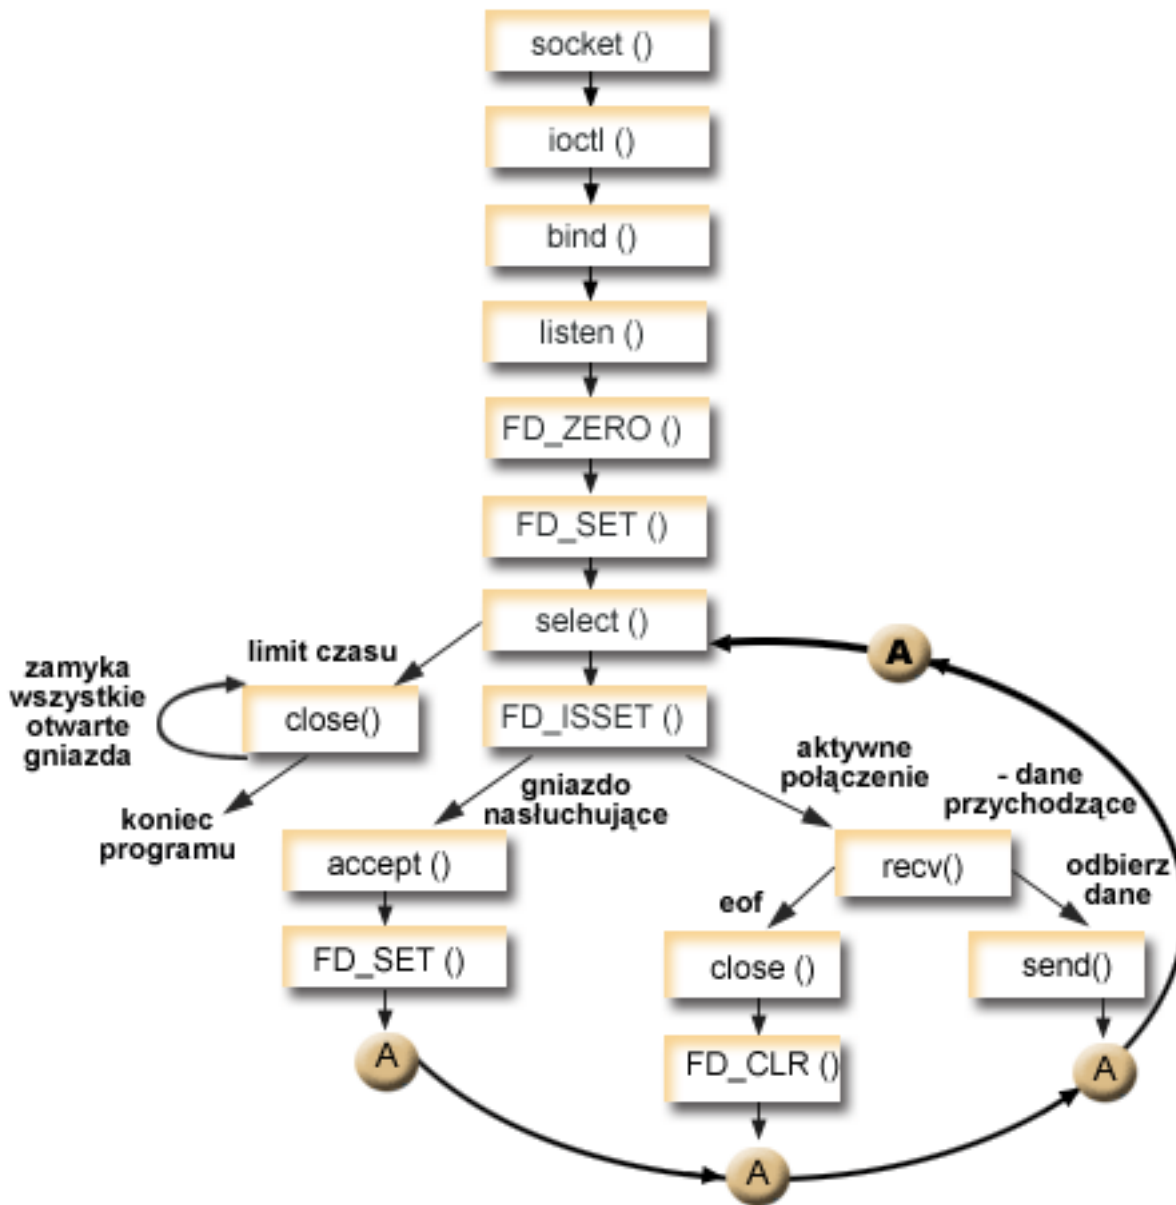 socket ()
ioctl ()
bind ()
listen ()
FD_ZERO ()
FD_SET ()
select ()
A
limit czasu
zamyka
wszystkie
otwarte
gniazda
close()
FD_ISSET ()
koniec
programu
gniazdo
nasłuchujące
aktywne
połączenie
- dane
przychodzące
accept ()
recv()
odbierz
dane
eof
FD_SET ()
close ()
send()
A
FD_CLR ()
A
A